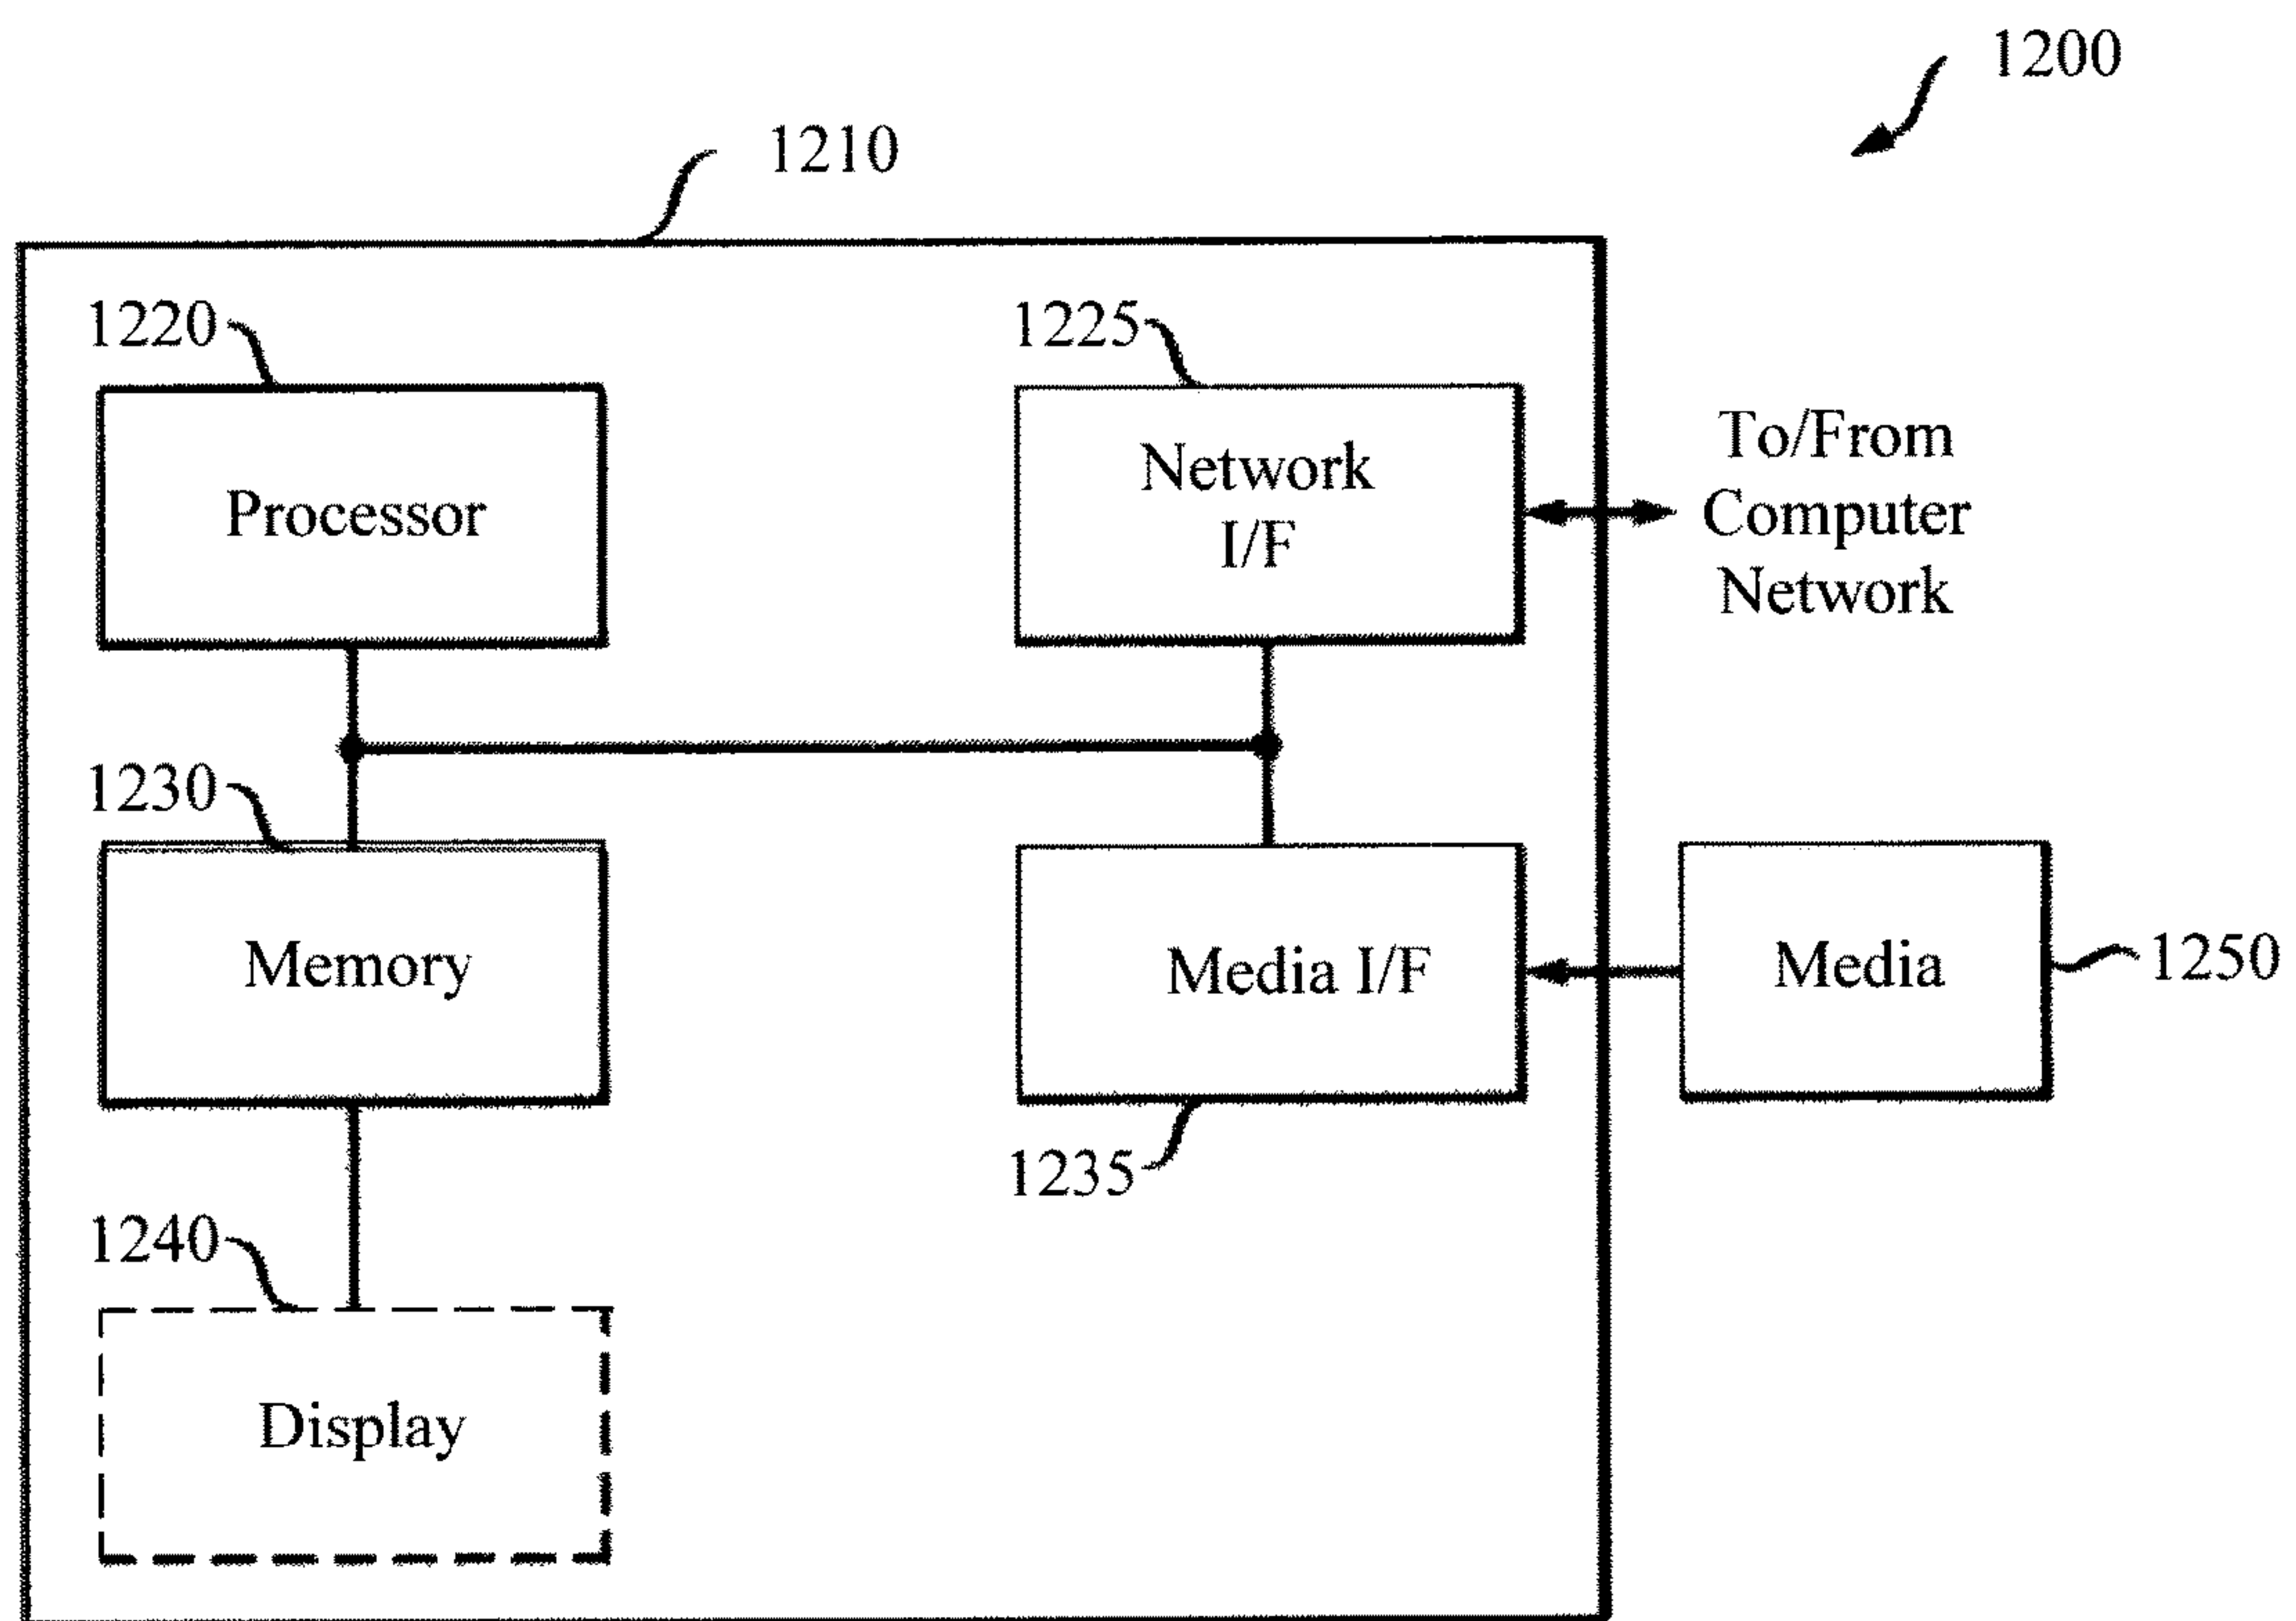 1200
1210
1220
1225
Processor
Network
I/F
To/From
Computer
Network
1230
Memory
Media I/F
Media
1250
1235
1240
Display